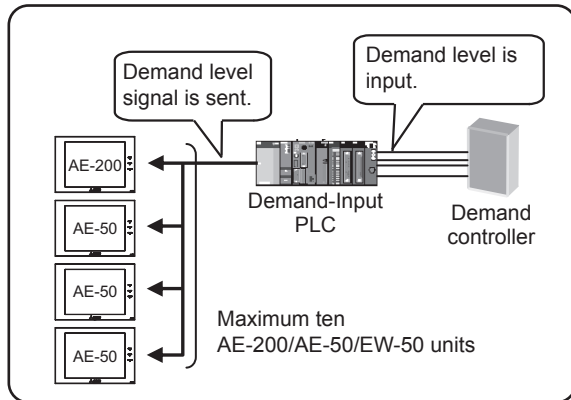 Demand level
signal is sent.
Demand level is
input.
AE-200
AE-50
AE-50
AE-50
Demand-Input
PLC
Demand
controller
Maximum ten
AE-200/AE-50/EW-50 units